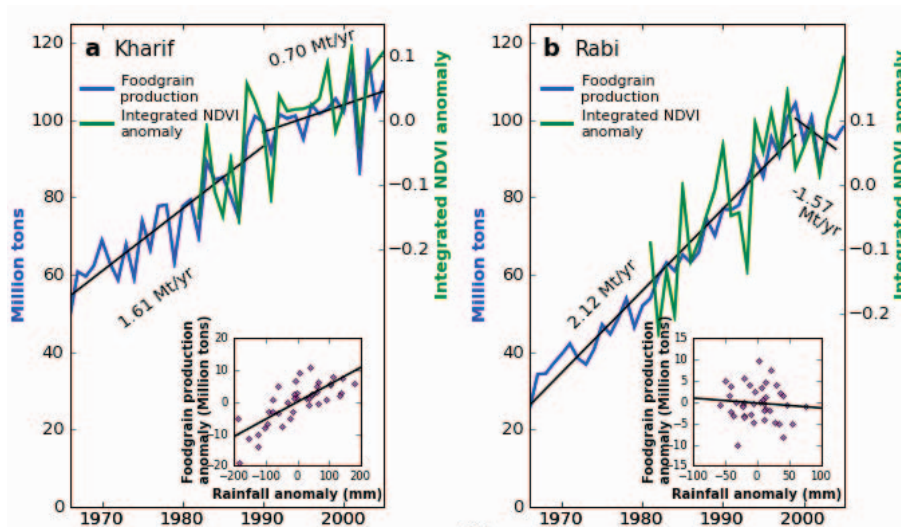 a Kharif
0.70 Mt/yr
Foodgrain
production
Integrated NDVI
anomaly
1.61 Mt/yr
Million tons
120
100
80
60
40
20
0
1970
1980
1990
2000
0.1
0.0
−0.1
−0.2
Integrated NDVI anomaly
Foodgrain production
anomaly (Million tons)
20
10
0
−10
−20
−200
−100
0
100
200
Rainfall anomaly (mm)
b Rabi
Foodgrain
production
Integrated NDVI
anomaly
2.12 Mt/yr
-1.57
Mt/yr
Million tons
120
100
80
60
40
20
0
1970
1980
1990
2000
0.1
0.0
−0.1
−0.2
Integrated NDVI anomaly
Foodgrain production
anomaly (Million tons)
15
10
5
0
−5
−10
−15
−100
−50
0
50
100
Rainfall anomaly (mm)